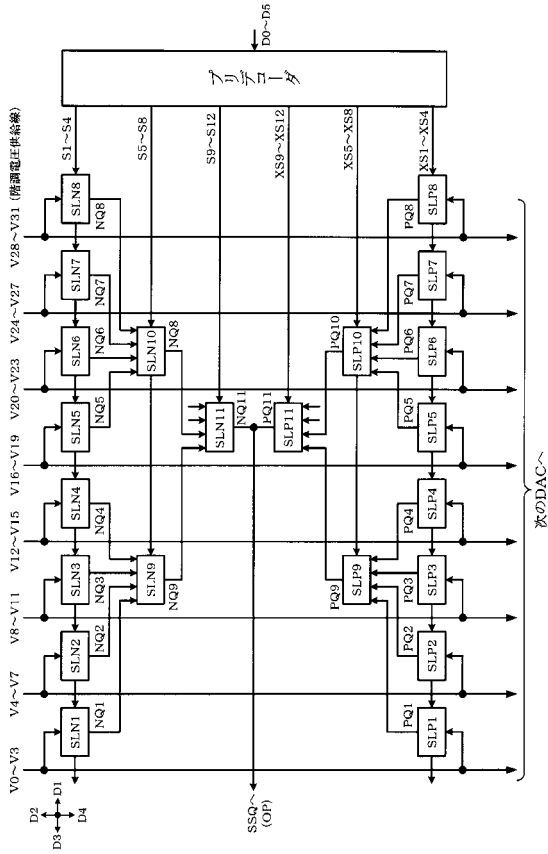 V0～V3
V4～V7
V8～V11
V12～V15
V16～V19
V20～V23
V24～V27
V28～V31 (階調電圧供給線)
D2
D3
D1
D4
SLN1
SLN2
SLN3
SLN4
SLN5
SLN6
SLN7
SLN8
S1～S4
NQ1
NQ2
NQ3
NQ4
NQ5
NQ6
NQ7
NQ8
SLN9
SLN10
S5～S8
NQ9
NQ8
SLN11
S9～S12
NQ11
SSQ～
(OP)
プリデコーダ
D0～D5
PQ11
SLP11
XS9～XS12
PQ9
PQ10
SLP9
SLP10
XS5～XS8
PQ1
PQ2
PQ3
PQ4
PQ5
PQ6
PQ7
PQ8
SLP1
SLP2
SLP3
SLP4
SLP5
SLP6
SLP7
SLP8
XS1～XS4
次のDACへ